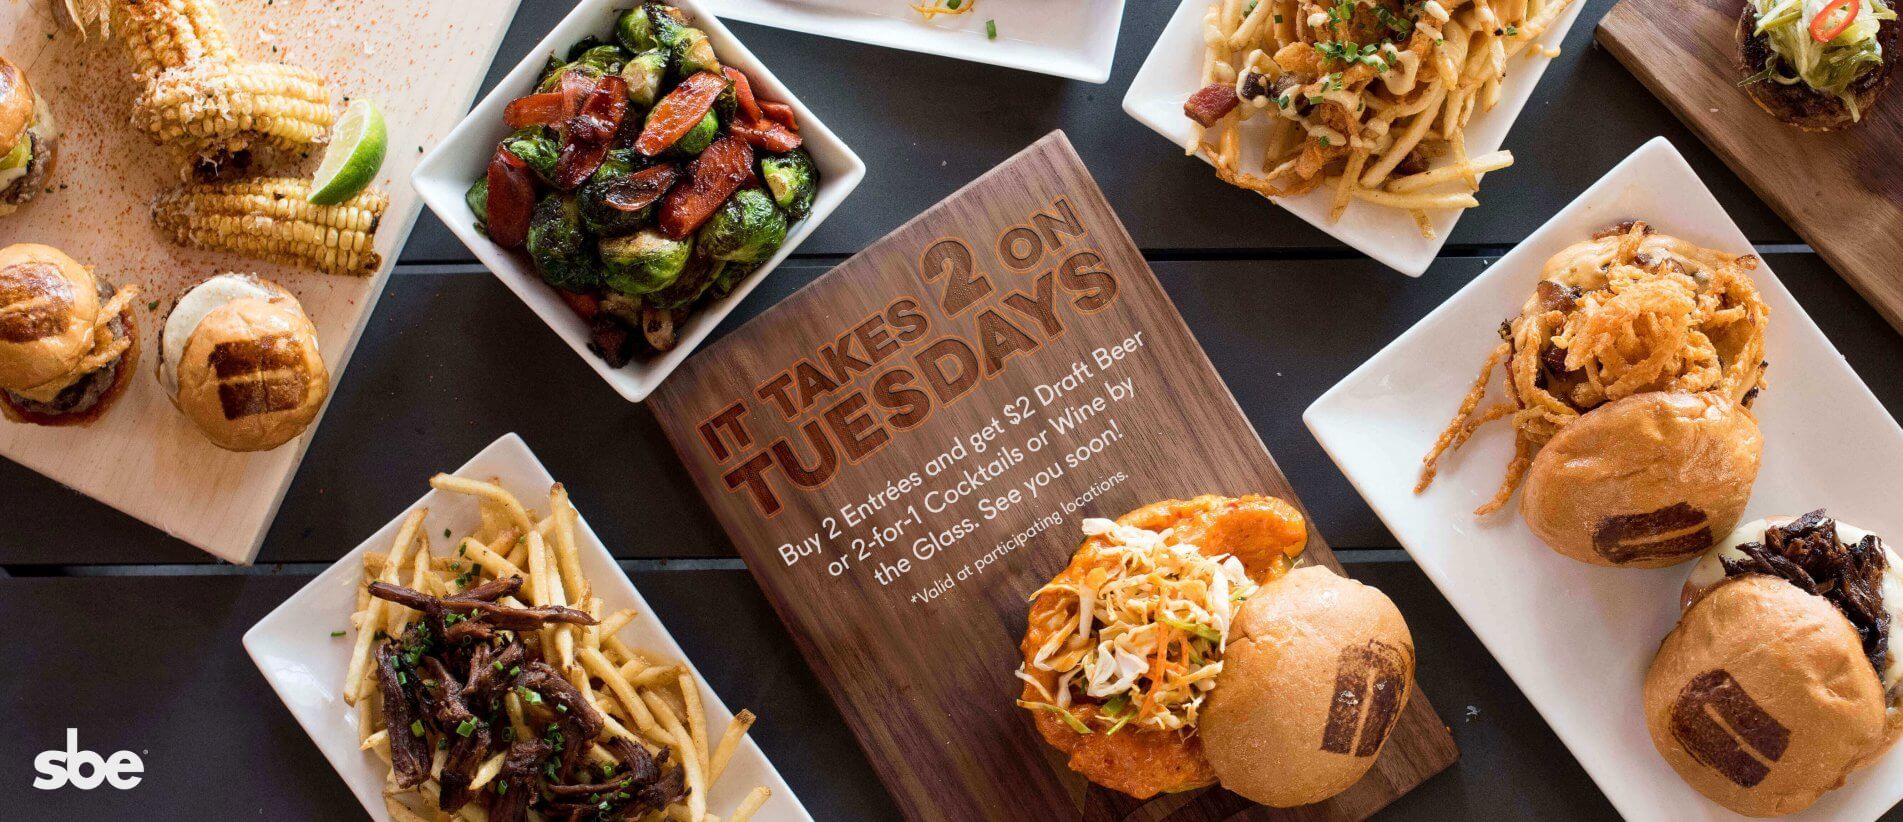 IT TAKES 2 ON
TUESDAYS
Buy 2 Entrées and get $2 Draft Beer
or 2-for-1 Cocktails or Wine by
the Glass. See you soon!
*Valid at participating locations.
sbe